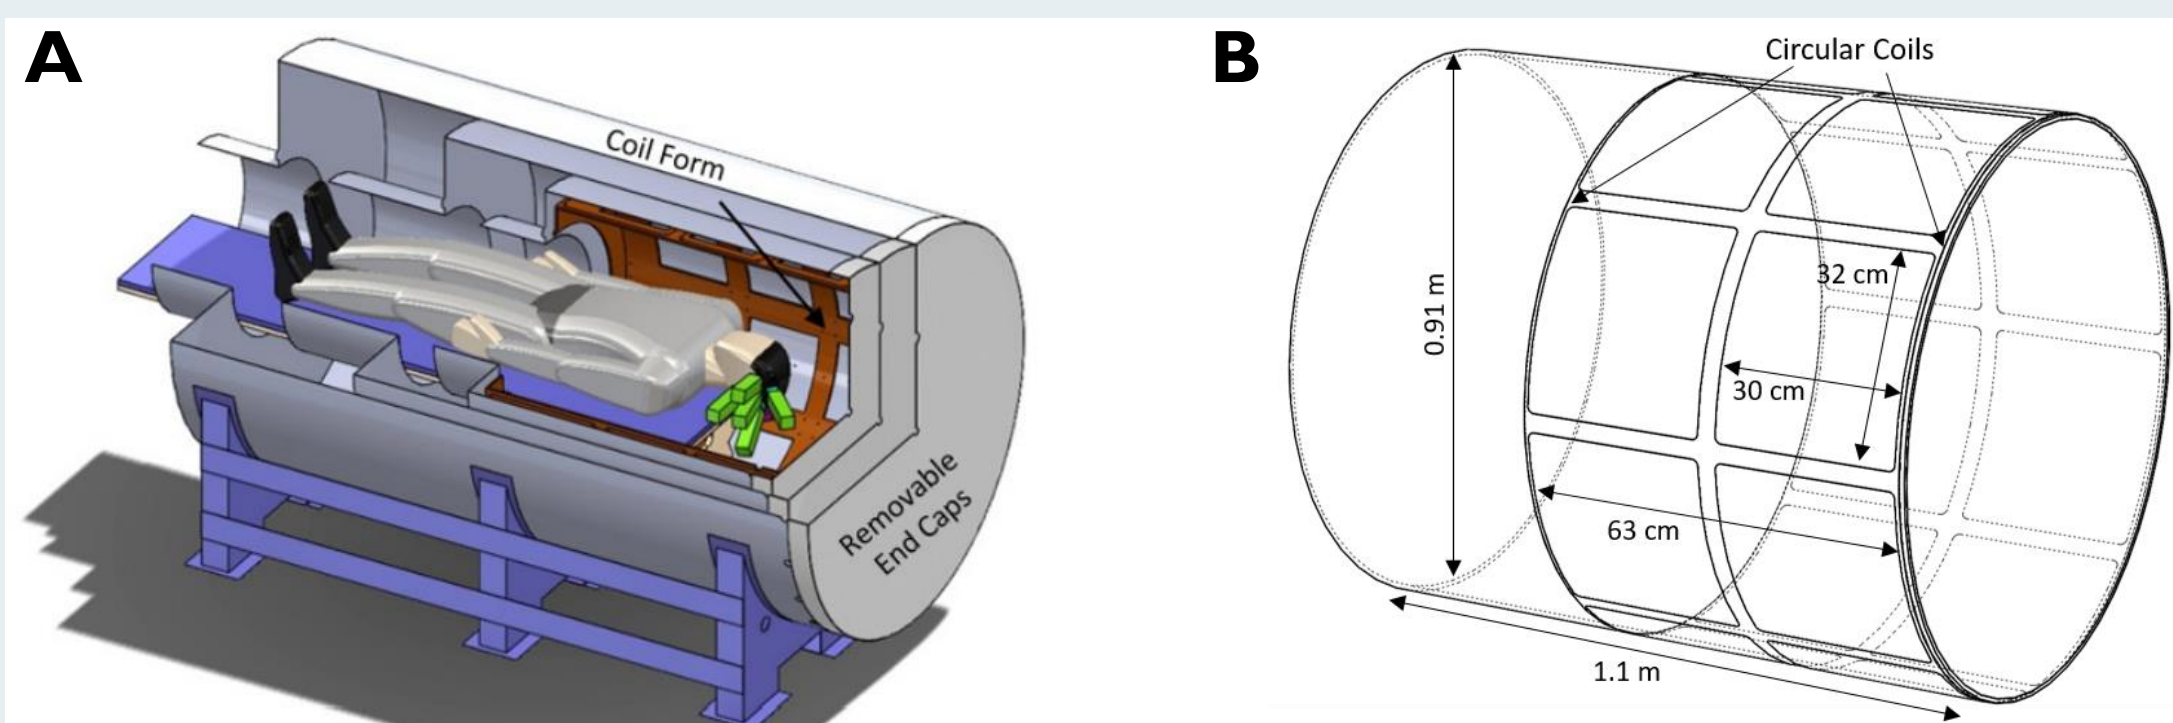 A
Coil Form
Removable
End Caps
B
Circular Coils
32 cm
0.91 m
30 cm
63 cm
1.1 m